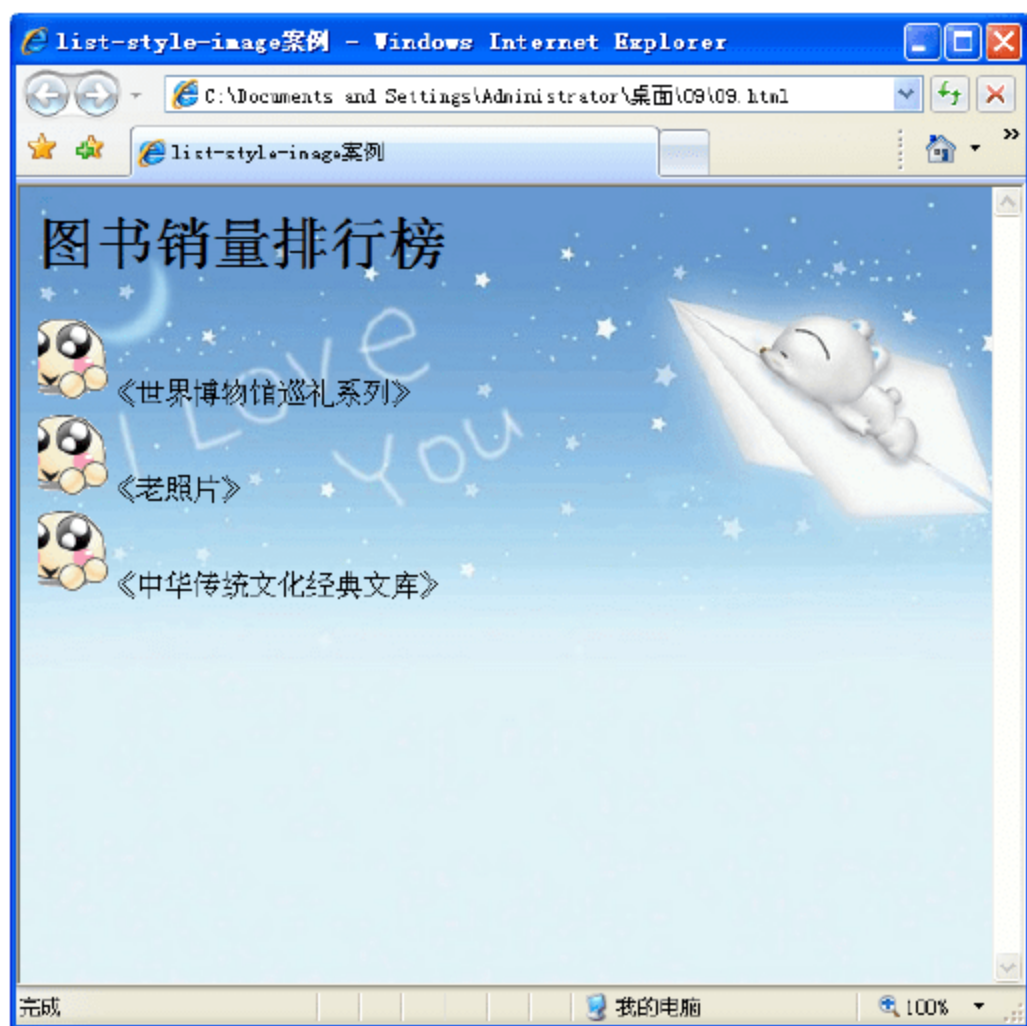 list-style-image案例 - Windows Internet Explorer
C:\Documents and Settings\Administrator\桌面\09\09.html
list-style-image案例
»
图书销量排行榜
I LOVE
YOU
《世界博物馆巡礼系列》
《老照片》
《中华传统文化经典文库》
完成
我的电脑
100%